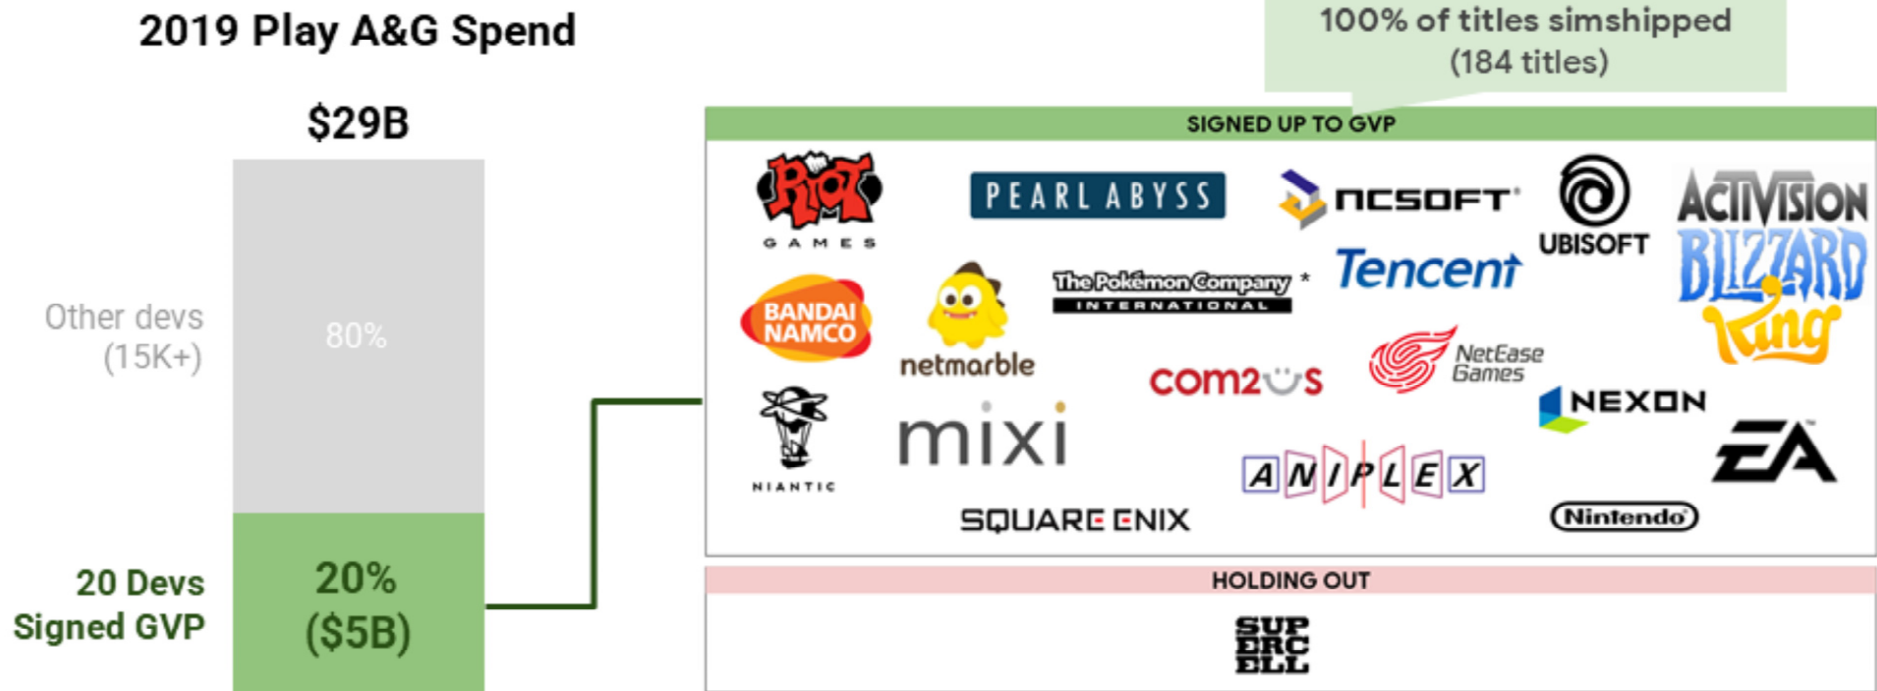 2019 Play A&G Spend
$29B
Other devs
(15K+)
80%
20 Devs
Signed GVP
20%
($5B)
100% of titles simshipped
(184 titles)
SIGNED UP TO GVP
RIOT
GAMES
PEARL ABYSS
NCSOFT
UBISOFT
ACTIVISION
BLIZZARD
King
BANDAI
NAMCO
netmarble
The Pokémon Company *
INTERNATIONAL
Tencent
com2us
NetEase
Games
NEXON
NIANTIC
mixi
ANIPLEX
EA
SQUARE ENIX
Nintendo
HOLDING OUT
SUP
ERC
ELL